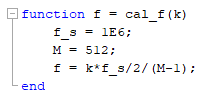 function f = cal_f(k)
f_s = 1E6;
M = 512;
f = k*f_s/2/(M-1);
end